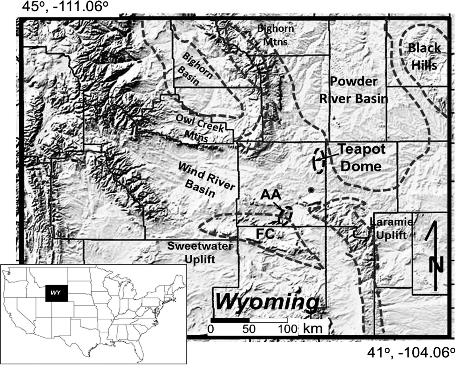 45°, -111.06°
Bighorn
Mtns
Black
Hills
Bighorn
Basin
Powder
River Basin
Owl Creek
Mtns
Teapot
Dome
Wind River
Basin
AA
FC
Laramie
Uplift
Sweetwater
Uplift
N
WY
Wyoming
0 50 100 km
41°, -104.06°